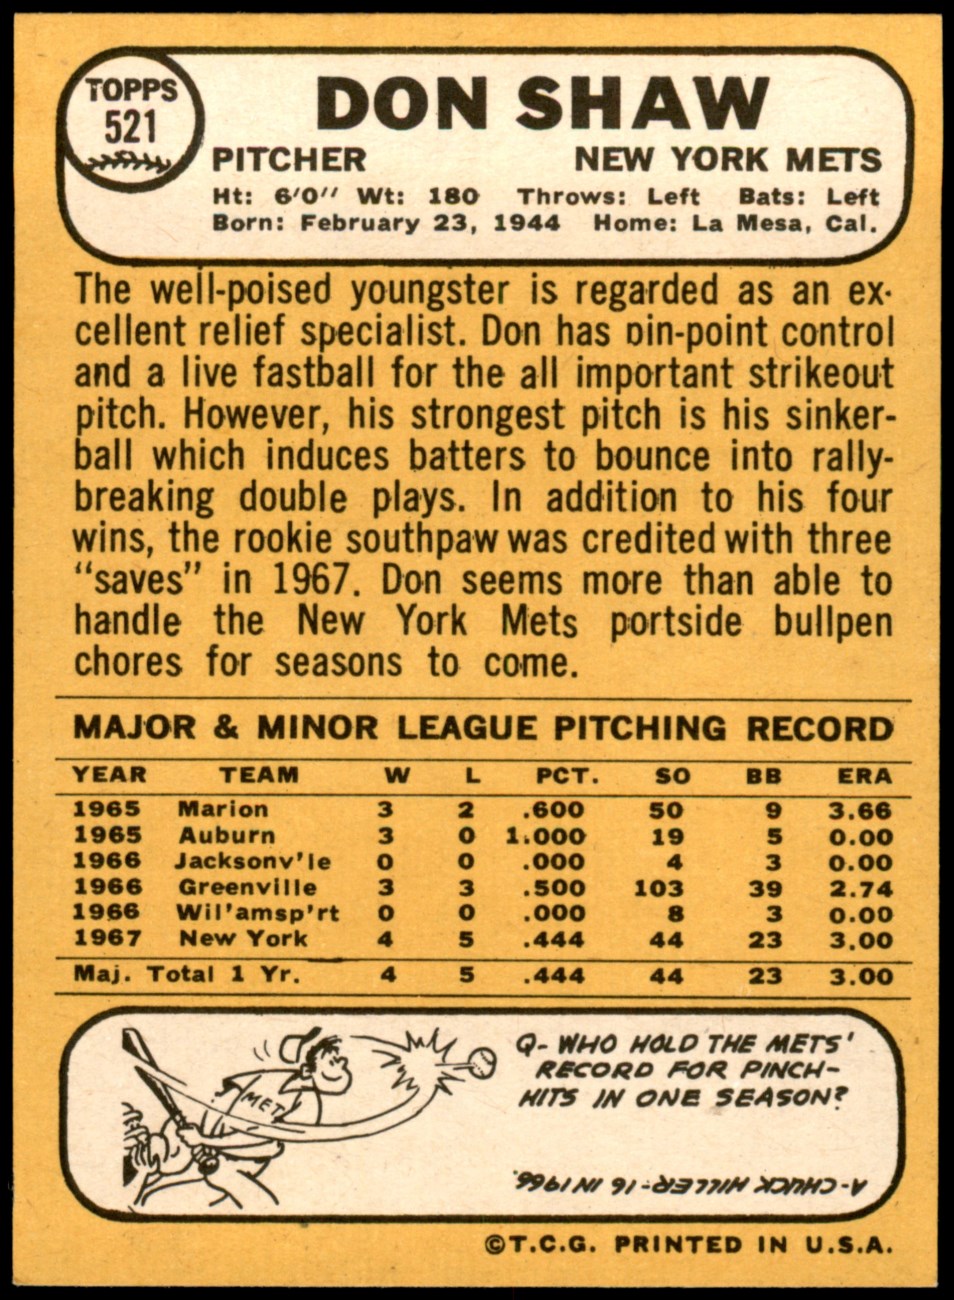 TOPPS
521
DON SHAW
PITCHER NEW YORK METS
Ht: 6'0" Wt: 180 Throws: Left Bats: Left
Born: February 23, 1944 Home: La Mesa, Cal.
The well-poised youngster is regarded as an ex-
cellent relief specialist. Don has pin-point control
and a live fastball for the all important strikeout
pitch. However, his strongest pitch is his sinker-
ball which induces batters to bounce into rally-
breaking double plays. In addition to his four
wins, the rookie southpaw was credited with three
"saves" in 1967. Don seems more than able to
handle the New York Mets portside bullpen
chores for seasons to come.
MAJOR & MINOR LEAGUE PITCHING RECORD
YEAR TEAM W L PCT. SO BB ERA
1965 Marion 3 2 .600 50 9 3.66
1965 Auburn 3 0 1.000 19 5 0.00
1966 Jacksonv'le 0 0 .000 4 3 0.00
1966 Greenville 3 3 .500 103 39 2.74
1966 Wil'amsp'rt 0 0 .000 8 3 0.00
1967 New York 4 5 .444 44 23 3.00
Maj. Total 1 Yr. 4 5 .444 44 23 3.00
MET
Q- WHO HOLD THE METS'
RECORD FOR PINCH-
HITS IN ONE SEASON?
A-CHUCK HILLER-16 IN 1966.
©T.C.G. PRINTED IN U.S.A.